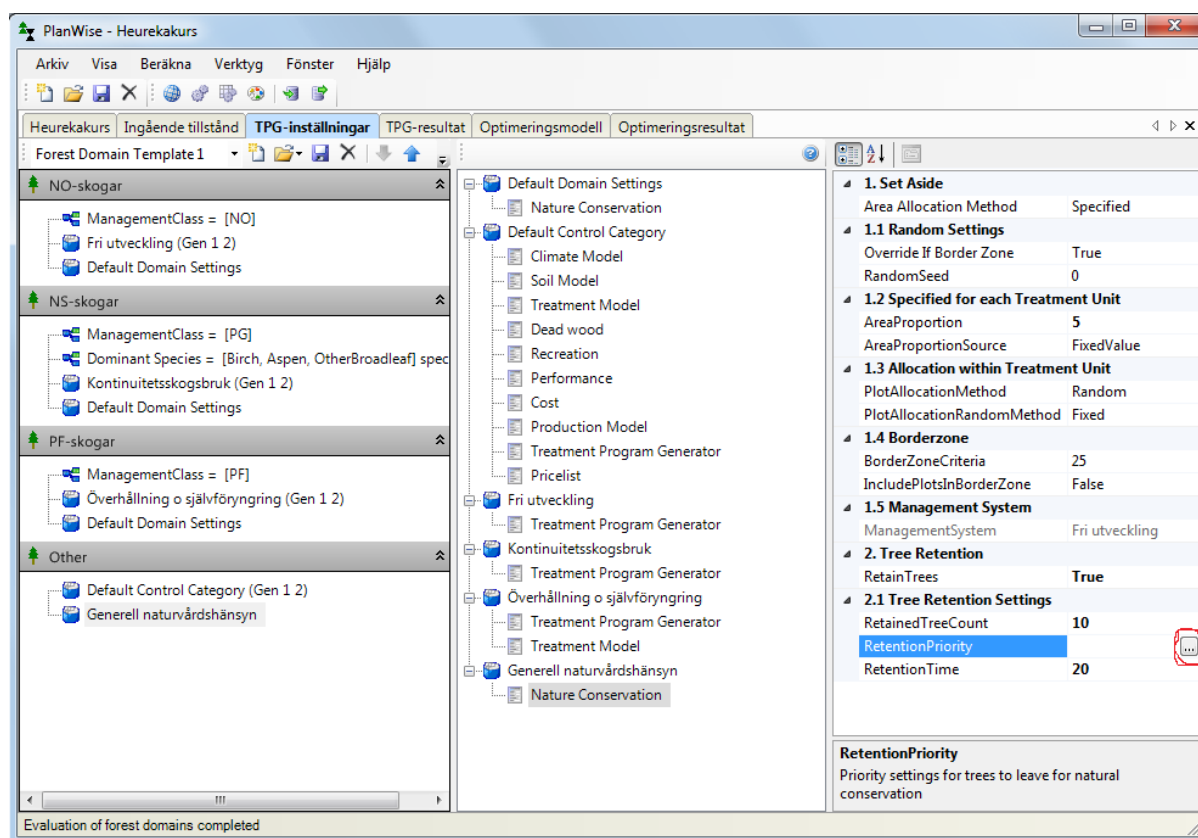 PlanWise - Heurekakurs
Arkiv Visa Beräkna Verktyg Fönster Hjälp
Heurekakurs Ingående tillstånd TPG-inställningar TPG-resultat Optimeringsmodell Optimeringsresultat
Forest Domain Template1
NO-skogar
ManagementClass = [NO]
Fri utveckling (Gen 1 2)
Default Domain Settings
NS-skogar
ManagementClass = [PG]
Dominant Species = [Birch, Aspen, OtherBroadleaf] spec
Kontinuitetsskogsbruk (Gen 1 2)
Default Domain Settings
PF-skogar
ManagementClass = [PF]
Överhållning o självföryngring (Gen 1 2)
Default Domain Settings
Other
Default Control Category (Gen 1 2)
Generell naturvårdshänsyn
Default Domain Settings
Nature Conservation
Default Control Category
Climate Model
Soil Model
Treatment Model
Dead wood
Recreation
Performance
Cost
Production Model
Treatment Program Generator
Pricelist
Fri utveckling
Treatment Program Generator
Kontinuitetsskogsbruk
Treatment Program Generator
Överhållning o självföryngring
Treatment Program Generator
Treatment Model
Generell naturvårdshänsyn
Nature Conservation
1. Set Aside
Area Allocation Method Specified
1.1 Random Settings
Override If Border Zone True
RandomSeed 0
1.2 Specified for each Treatment Unit
AreaProportion 5
AreaProportionSource FixedValue
1.3 Allocation within Treatment Unit
PlotAllocationMethod Random
PlotAllocationRandomMethod Fixed
1.4 Borderzone
BorderZoneCriteria 25
IncludePlotsInBorderZone False
1.5 Management System
ManagementSystem Fri utveckling
2. Tree Retention
RetainTrees True
2.1 Tree Retention Settings
RetainedTreeCount 10
RetentionPriority ...
RetentionTime 20
RetentionPriority
Priority settings for trees to leave for natural
conservation
Evaluation of forest domains completed